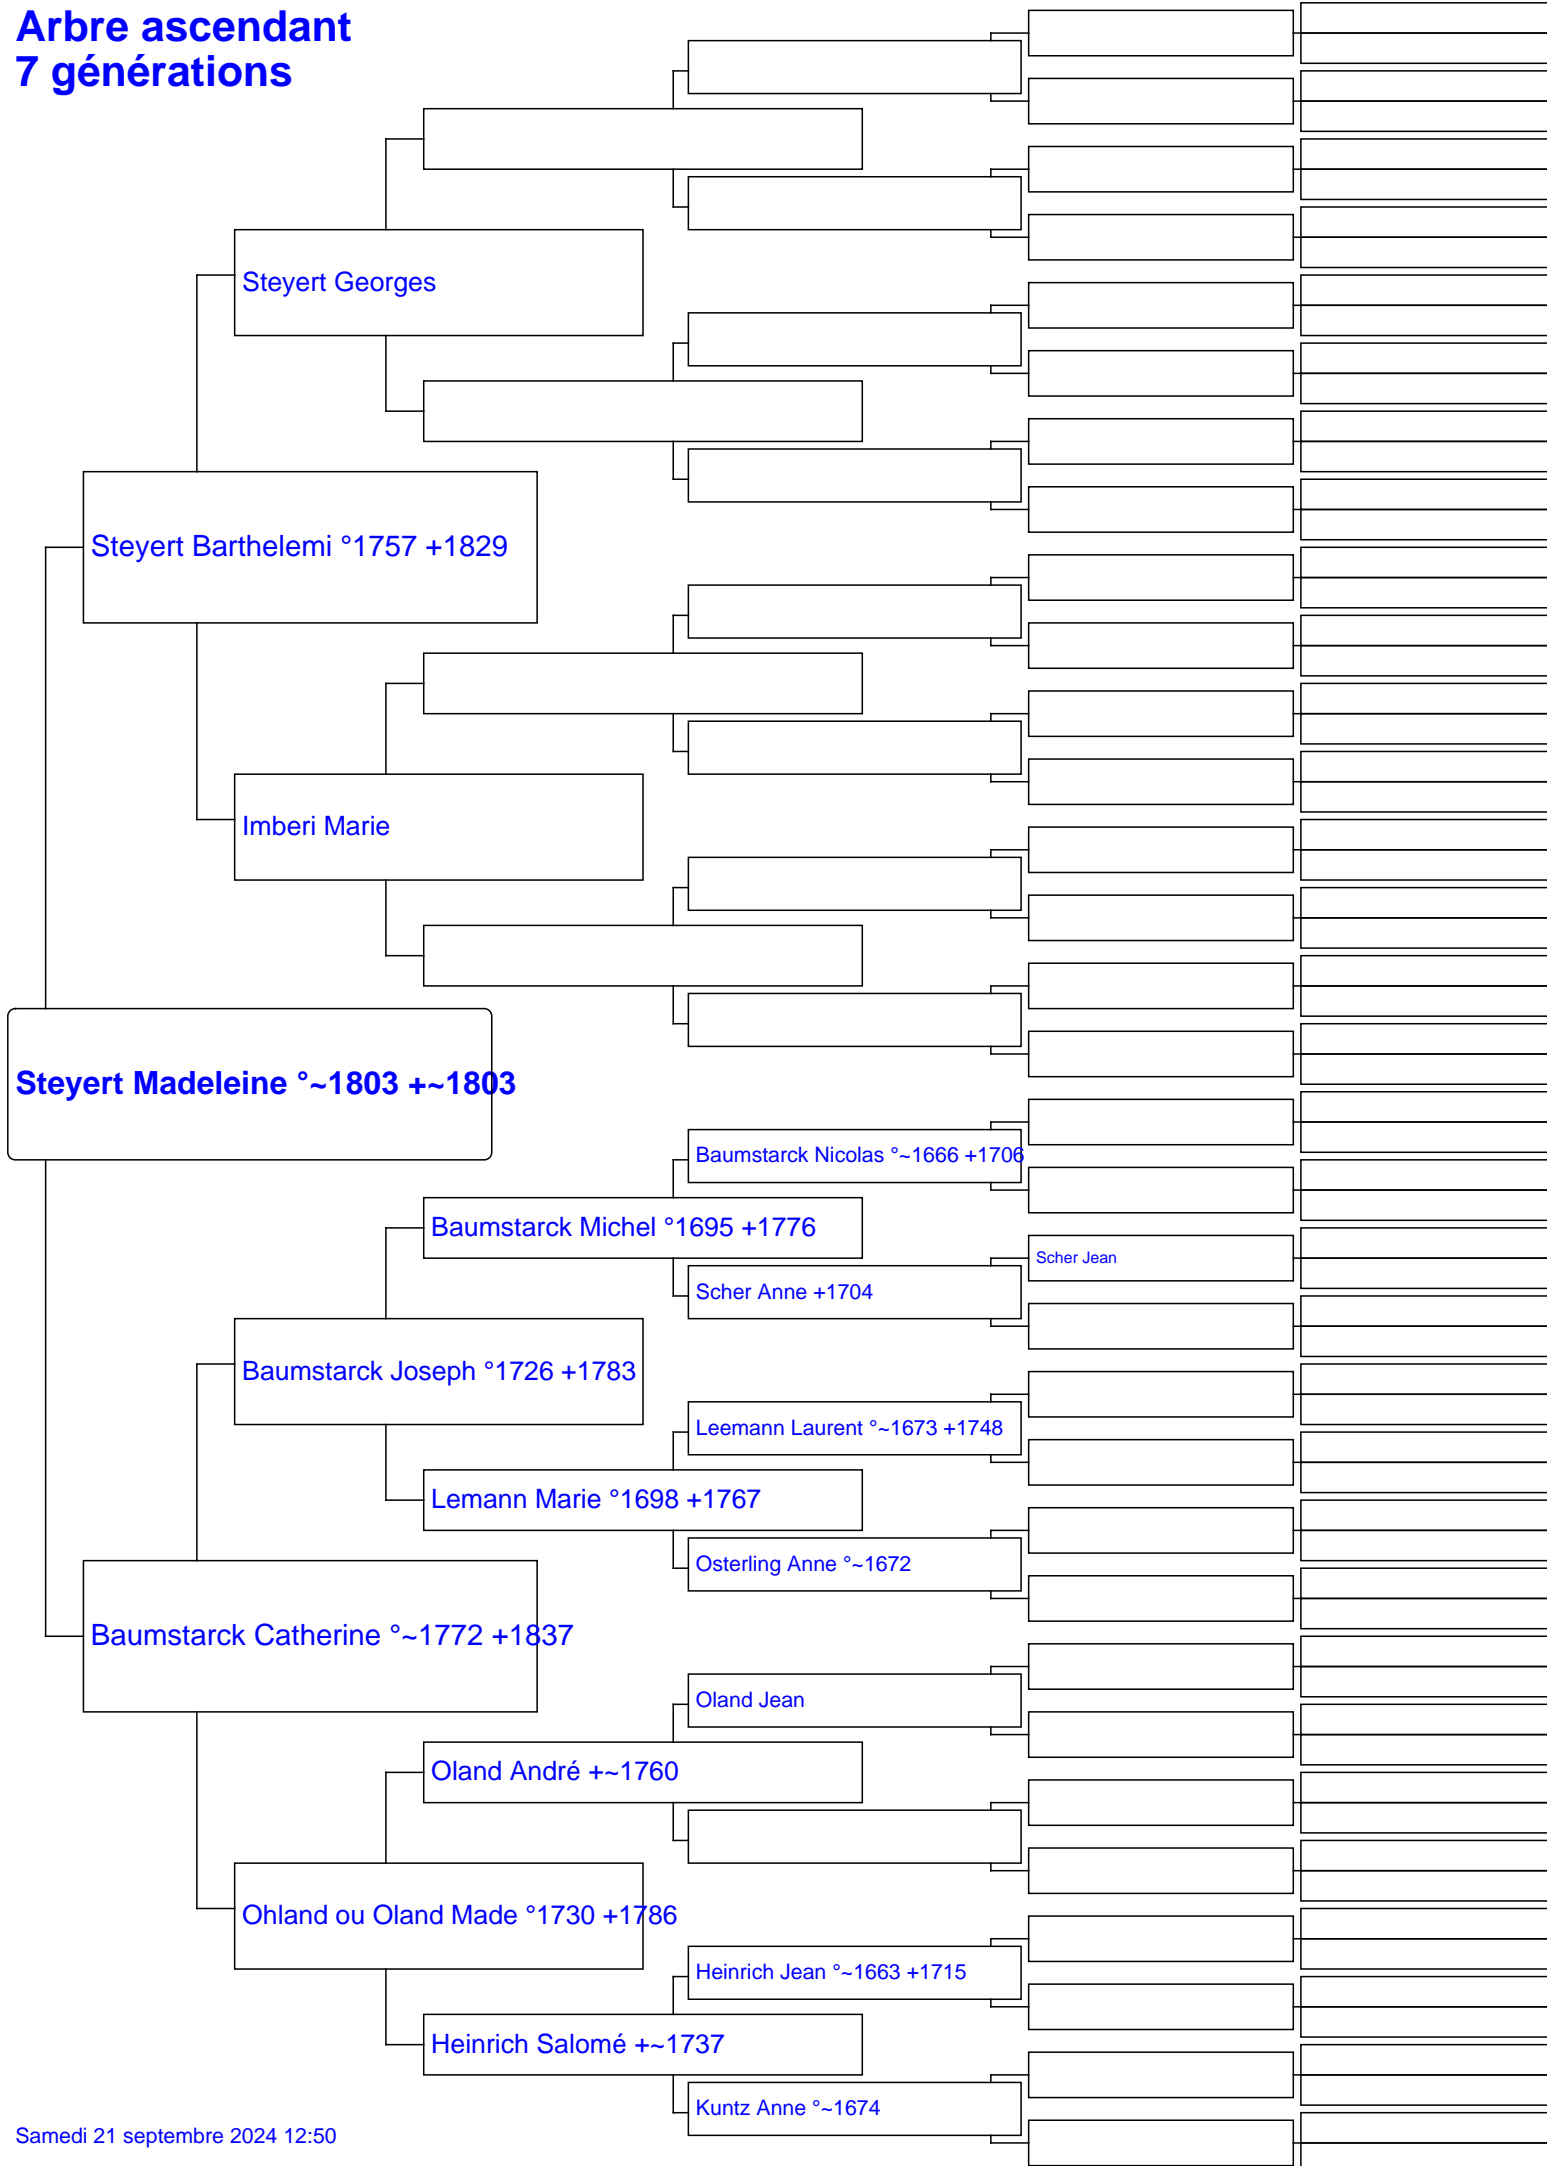 Arbre ascendant
7 générations
Steyert Georges
Steyert Barthelemi °1757 +1829
Imberi Marie
Steyert Madeleine °~1803 +~1803
Baumstarck Nicolas °~1666 +1706
Baumstarck Michel °1695 +1776
Scher Jean
Scher Anne +1704
Baumstarck Joseph °1726 +1783
Leemann Laurent °~1673 +1748
Lemann Marie °1698 +1767
Osterling Anne °~1672
Baumstarck Catherine °~1772 +1837
Oland Jean
Oland André +~1760
Ohland ou Oland Made °1730 +1786
Heinrich Jean °~1663 +1715
Heinrich Salomé +~1737
Kuntz Anne °~1674
Samedi 21 septembre 2024 12:50